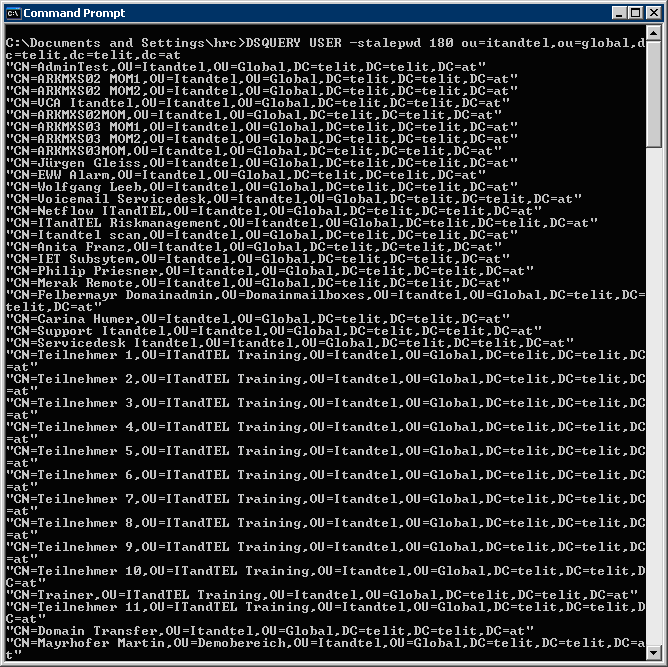 Command Prompt
C:\Documents and Settings\hrc>DSQUERY USER -stalepwd 180 ou=itandtel,ou=global,d
c=telit,dc=telit,dc=at
"CN=AdminTest,OU=Itandtel,OU=Global,DC=telit,DC=telit,DC=at"
"CN=ARKMXS02 MOM1,OU=Itandtel,OU=Global,DC=telit,DC=telit,DC=at"
"CN=ARKMXS02 MOM2,OU=Itandtel,OU=Global,DC=telit,DC=telit,DC=at"
"CN=VCA Itandtel,OU=Itandtel,OU=Global,DC=telit,DC=telit,DC=at"
"CN=ARKMXS02MOM,OU=Itandtel,OU=Global,DC=telit,DC=telit,DC=at"
"CN=ARKMXS03 MOM1,OU=Itandtel,OU=Global,DC=telit,DC=telit,DC=at"
"CN=ARKMXS03 MOM2,OU=Itandtel,OU=Global,DC=telit,DC=telit,DC=at"
"CN=ARKMXS03MOM,OU=Itandtel,OU=Global,DC=telit,DC=telit,DC=at"
"CN=Jürgen Gleiss,OU=Itandtel,OU=Global,DC=telit,DC=telit,DC=at"
"CN=EWW Alarm,OU=Itandtel,OU=Global,DC=telit,DC=telit,DC=at"
"CN=Wolfgang Leeb,OU=Itandtel,OU=Global,DC=telit,DC=telit,DC=at"
"CN=Voicemail Servicedesk,OU=Itandtel,OU=Global,DC=telit,DC=telit,DC=at"
"CN=Netflow ITandTEL,OU=Itandtel,OU=Global,DC=telit,DC=telit,DC=at"
"CN=ITandTEL Riskmanagement,OU=Itandtel,OU=Global,DC=telit,DC=telit,DC=at"
"CN=Itandtel scan,OU=Itandtel,OU=Global,DC=telit,DC=telit,DC=at"
"CN=Anita Franz,OU=Itandtel,OU=Global,DC=telit,DC=telit,DC=at"
"CN=IET Subsytem,OU=Itandtel,OU=Global,DC=telit,DC=telit,DC=at"
"CN=Philip Priesner,OU=Itandtel,OU=Global,DC=telit,DC=telit,DC=at"
"CN=Merak Remote,OU=Itandtel,OU=Global,DC=telit,DC=telit,DC=at"
"CN=Felbermayr Domainadmin,OU=Domainmailboxes,OU=Itandtel,OU=Global,DC=telit,DC=
telit,DC=at"
"CN=Carina Humer,OU=Itandtel,OU=Global,DC=telit,DC=telit,DC=at"
"CN=Support Itandtel,OU=Itandtel,OU=Global,DC=telit,DC=telit,DC=at"
"CN=Servicedesk Itandtel,OU=Itandtel,OU=Global,DC=telit,DC=telit,DC=at"
"CN=Teilnehmer 1,OU=ITandTEL Training,OU=Itandtel,OU=Global,DC=telit,DC=telit,DC
=at"
"CN=Teilnehmer 2,OU=ITandTEL Training,OU=Itandtel,OU=Global,DC=telit,DC=telit,DC
=at"
"CN=Teilnehmer 3,OU=ITandTEL Training,OU=Itandtel,OU=Global,DC=telit,DC=telit,DC
=at"
"CN=Teilnehmer 4,OU=ITandTEL Training,OU=Itandtel,OU=Global,DC=telit,DC=telit,DC
=at"
"CN=Teilnehmer 5,OU=ITandTEL Training,OU=Itandtel,OU=Global,DC=telit,DC=telit,DC
=at"
"CN=Teilnehmer 6,OU=ITandTEL Training,OU=Itandtel,OU=Global,DC=telit,DC=telit,DC
=at"
"CN=Teilnehmer 7,OU=ITandTEL Training,OU=Itandtel,OU=Global,DC=telit,DC=telit,DC
=at"
"CN=Teilnehmer 8,OU=ITandTEL Training,OU=Itandtel,OU=Global,DC=telit,DC=telit,DC
=at"
"CN=Teilnehmer 9,OU=ITandTEL Training,OU=Itandtel,OU=Global,DC=telit,DC=telit,DC
=at"
"CN=Teilnehmer 10,OU=ITandTEL Training,OU=Itandtel,OU=Global,DC=telit,DC=telit,D
C=at"
"CN=Trainer,OU=ITandTEL Training,OU=Itandtel,OU=Global,DC=telit,DC=telit,DC=at"
"CN=Teilnehmer 11,OU=ITandTEL Training,OU=Itandtel,OU=Global,DC=telit,DC=telit,D
C=at"
"CN=Domain Transfer,OU=Itandtel,OU=Global,DC=telit,DC=telit,DC=at"
"CN=Mayrhofer Martin,OU=Demobereich,OU=Itandtel,OU=Global,DC=telit,DC=telit,DC=a
t"